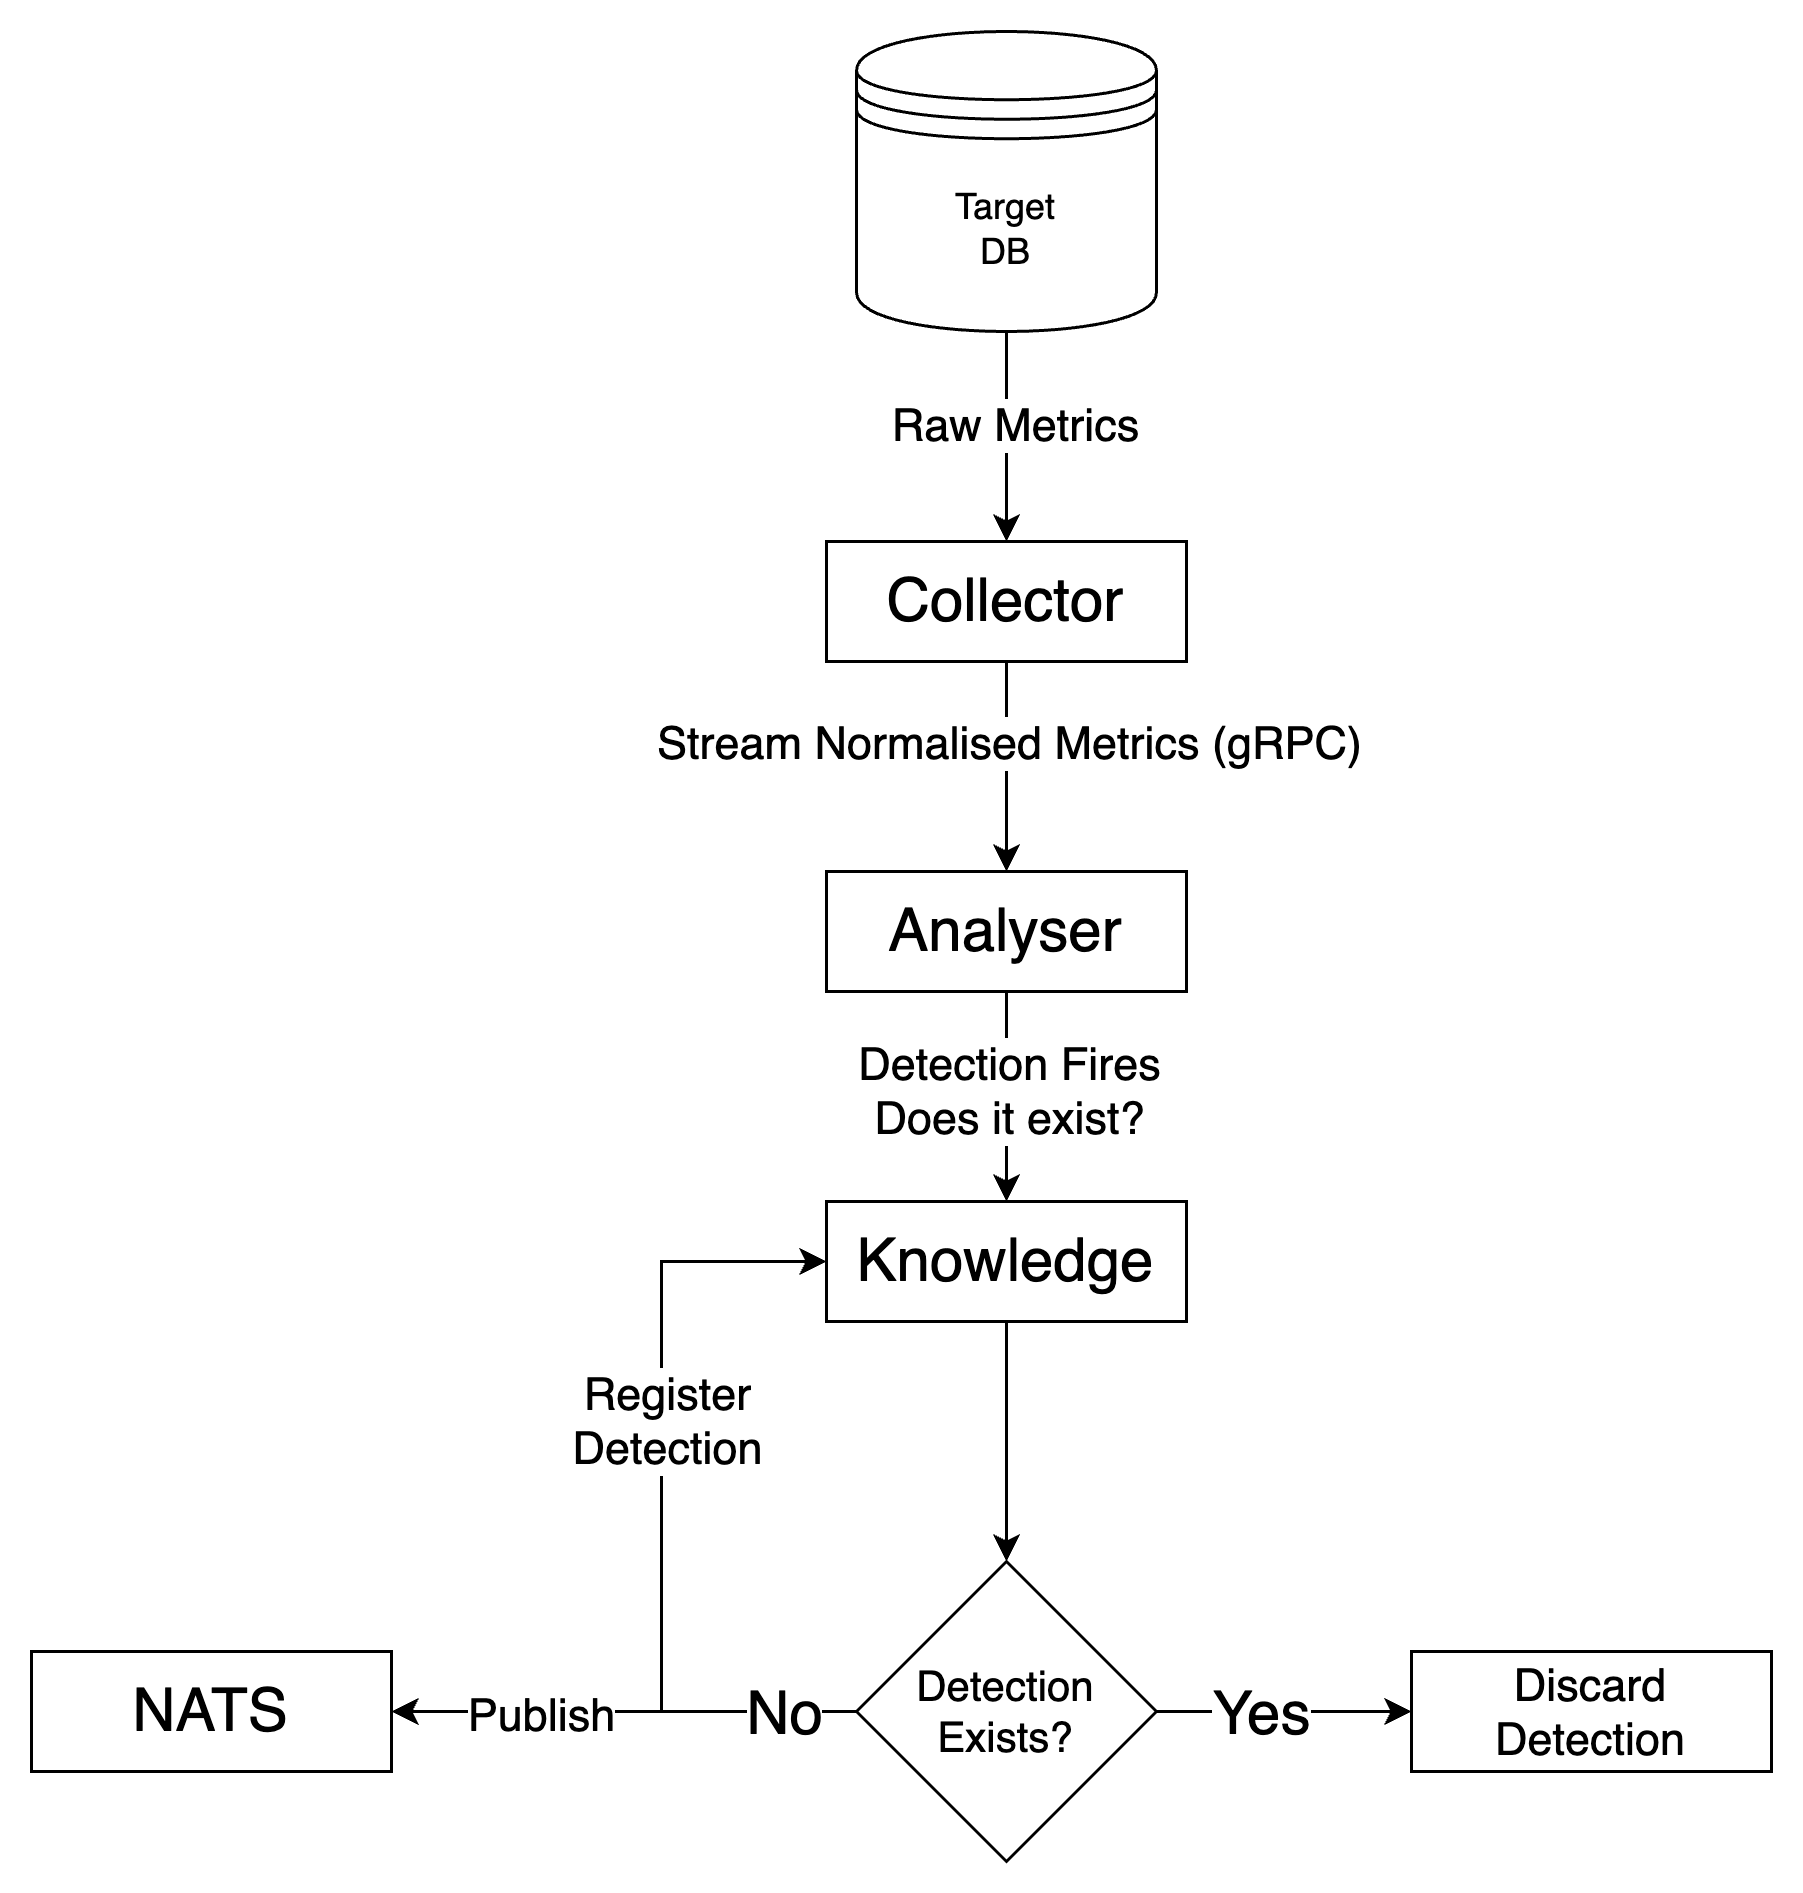 Target
DB
Raw Metrics
Collector
Stream Normalised Metrics (gRPC)
Analyser
Detection Fires
Does it exist?
Knowledge
Register
Detection
NATS
Publish
No
Detection
Exists?
Yes
Discard
Detection